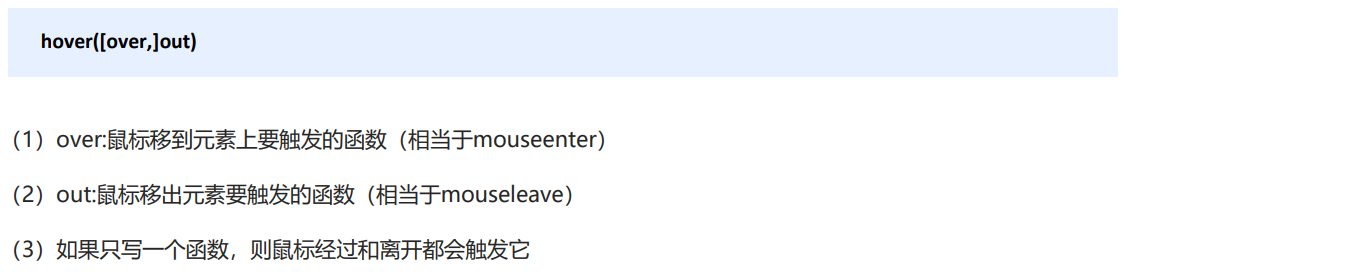 hover([over,]out)
（1）over:鼠标移到元素上要触发的函数（相当于mouseenter）
（2）out:鼠标移出元素要触发的函数（相当于mouseleave）
（3）如果只写一个函数，则鼠标经过和离开都会触发它